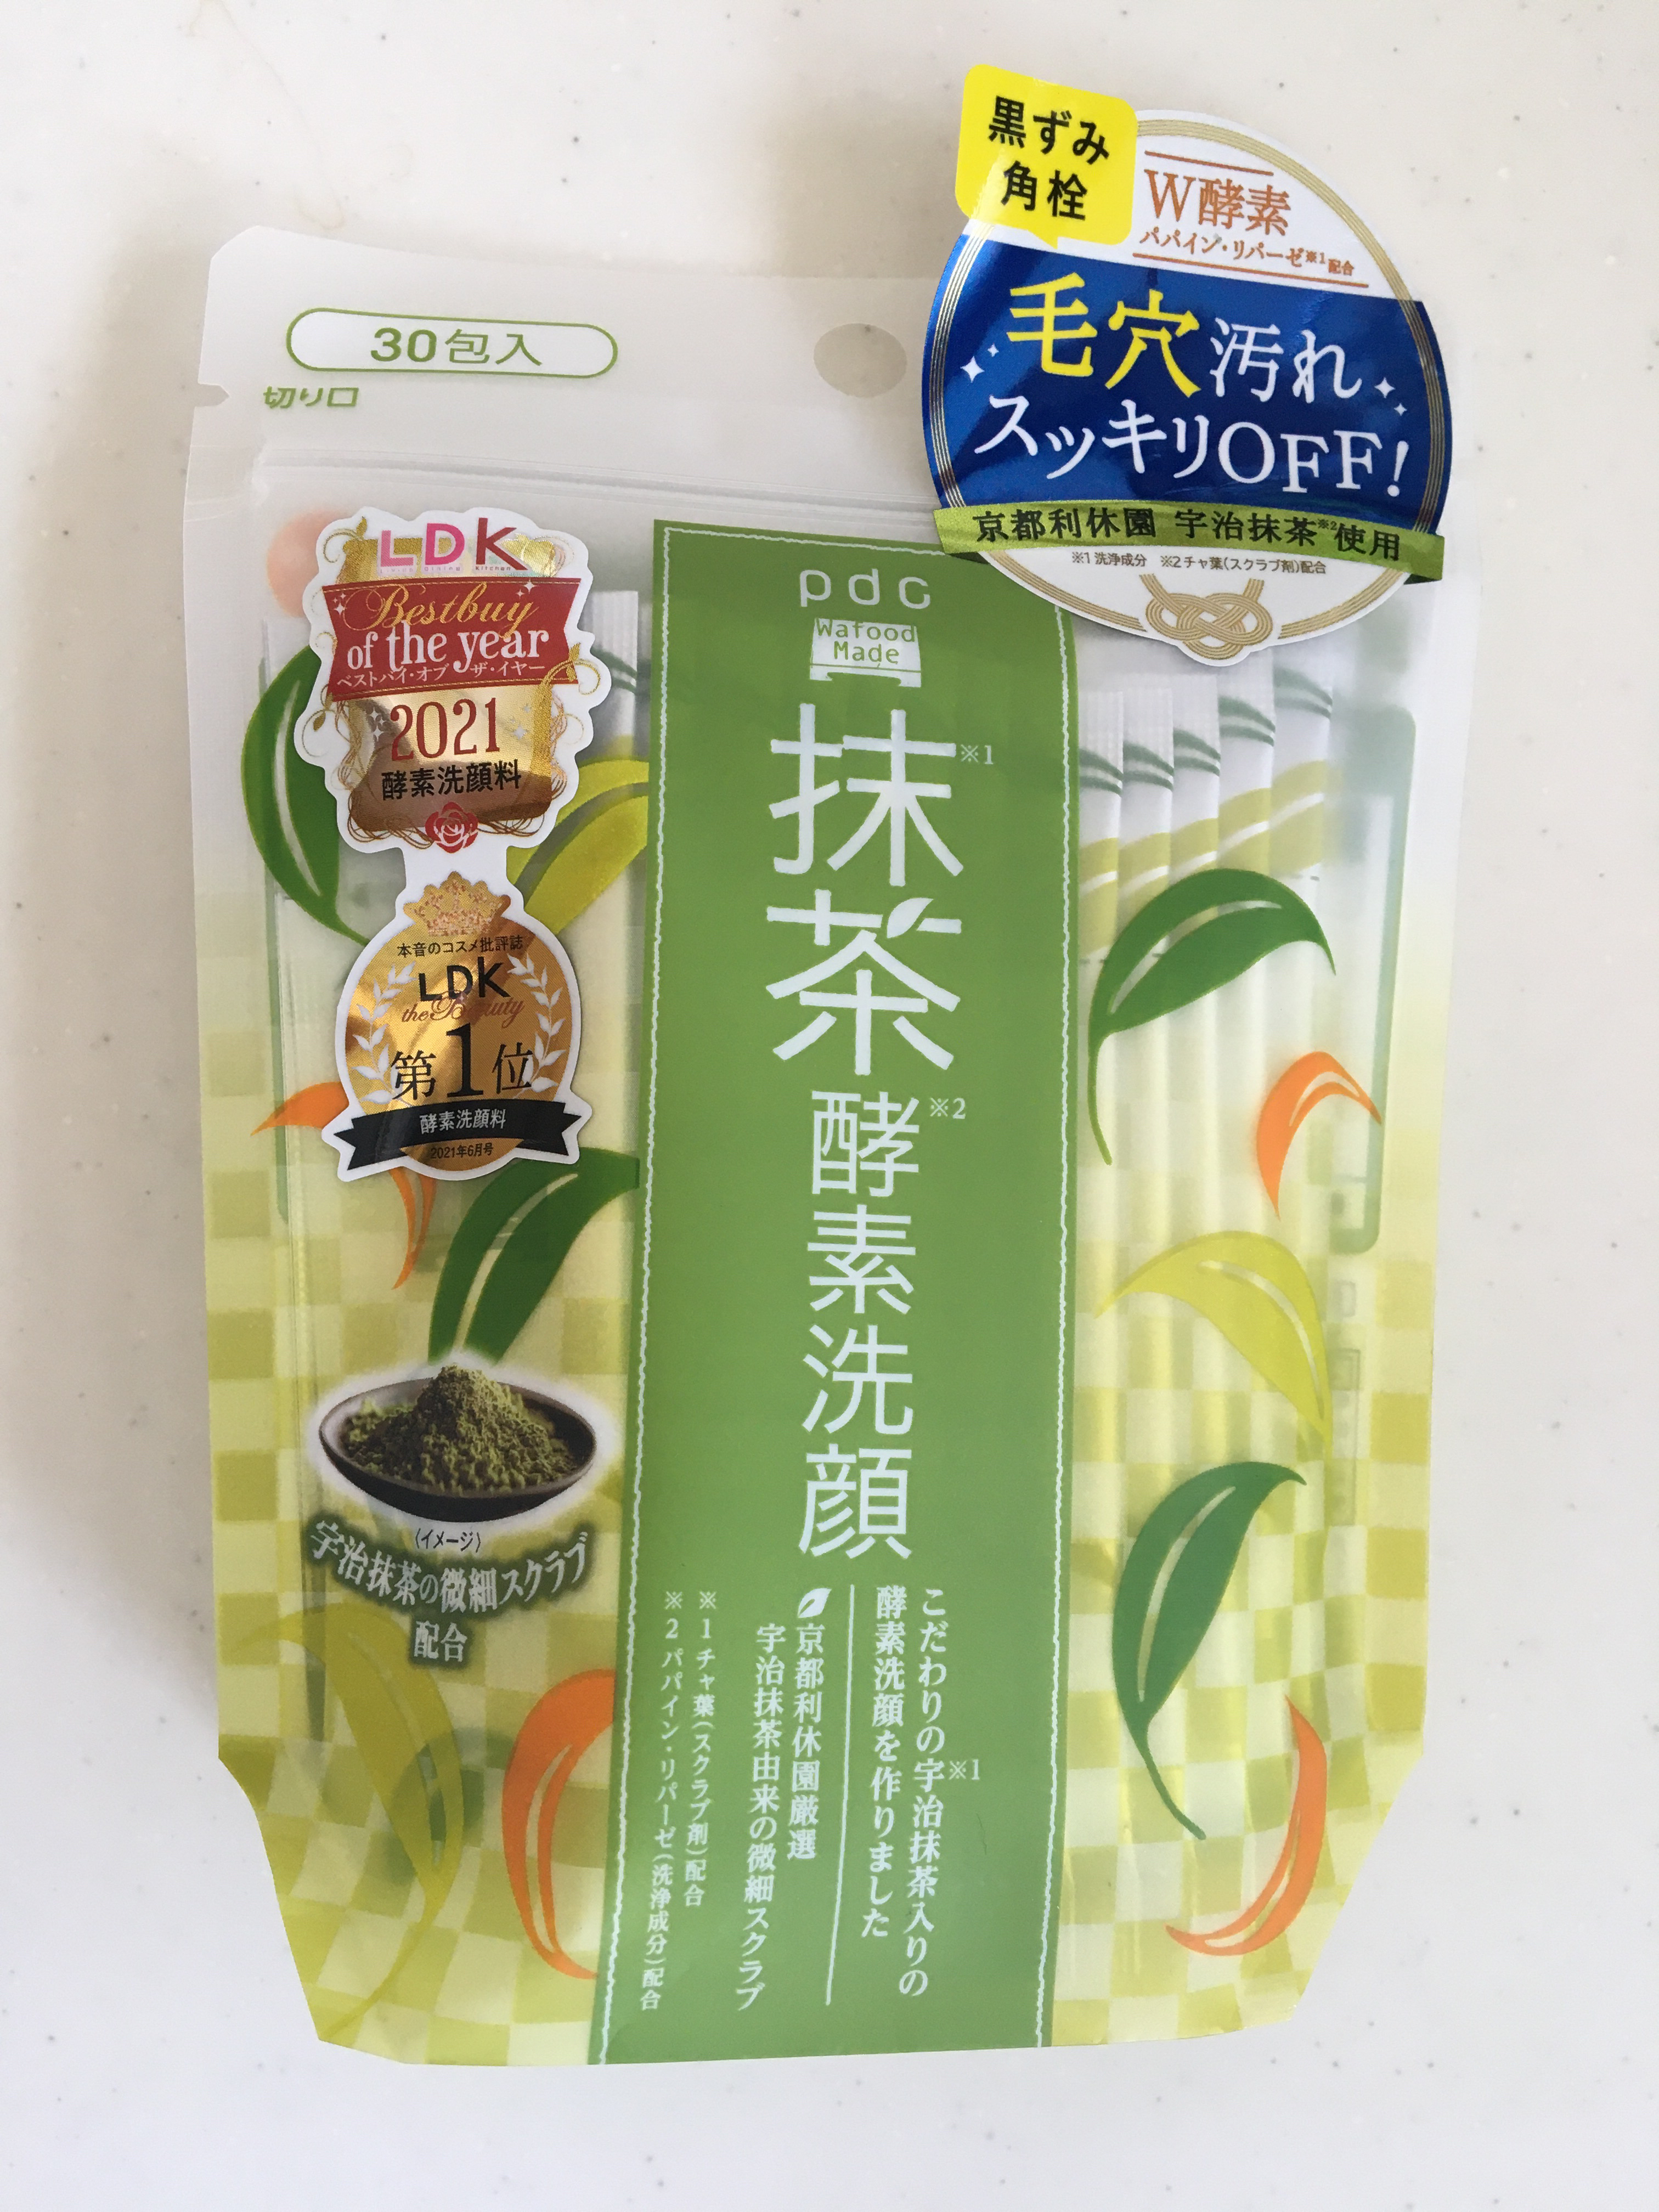 黒ずみ
角栓
W酵素
パパイン・リパーゼ※1配合
毛穴汚れ
スッキリOFF!
京都利休園 宇治抹茶※2使用
※1 洗浄成分 ※2 チャ葉(スクラブ剤)配合
30包入
切り口
LDK
Bestbuy
of the year
ベストバイ・オブ ザ・イヤー
2021
酵素洗顔料
本音のコスメ批評誌
LDK
the Beauty
第1位
酵素洗顔料
2021年6月号
pdc
Wafood
Made
抹茶※1
酵素洗顔※2
こだわりの宇治抹茶※1入りの
酵素洗顔を作りました
京都利休園厳選
宇治抹茶由来の微細スクラブ
※1 チャ葉(スクラブ剤)配合
※2 パパイン・リパーゼ(洗浄成分)配合
(イメージ)
宇治抹茶の微細スクラブ
配合